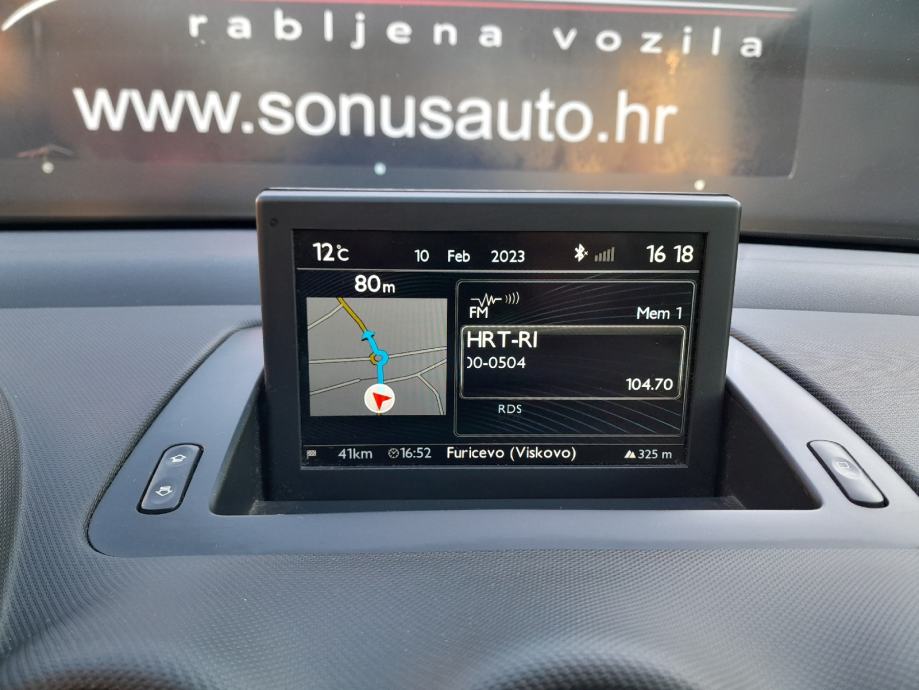 rabljena vozila
www.sonusauto.hr
12°C 10 Feb 2023 16 18
80m
FM Mem 1
HRT-RI
00-0504
104.70
RDS
41km 16:52 Furicevo (Viskovo) 325 m